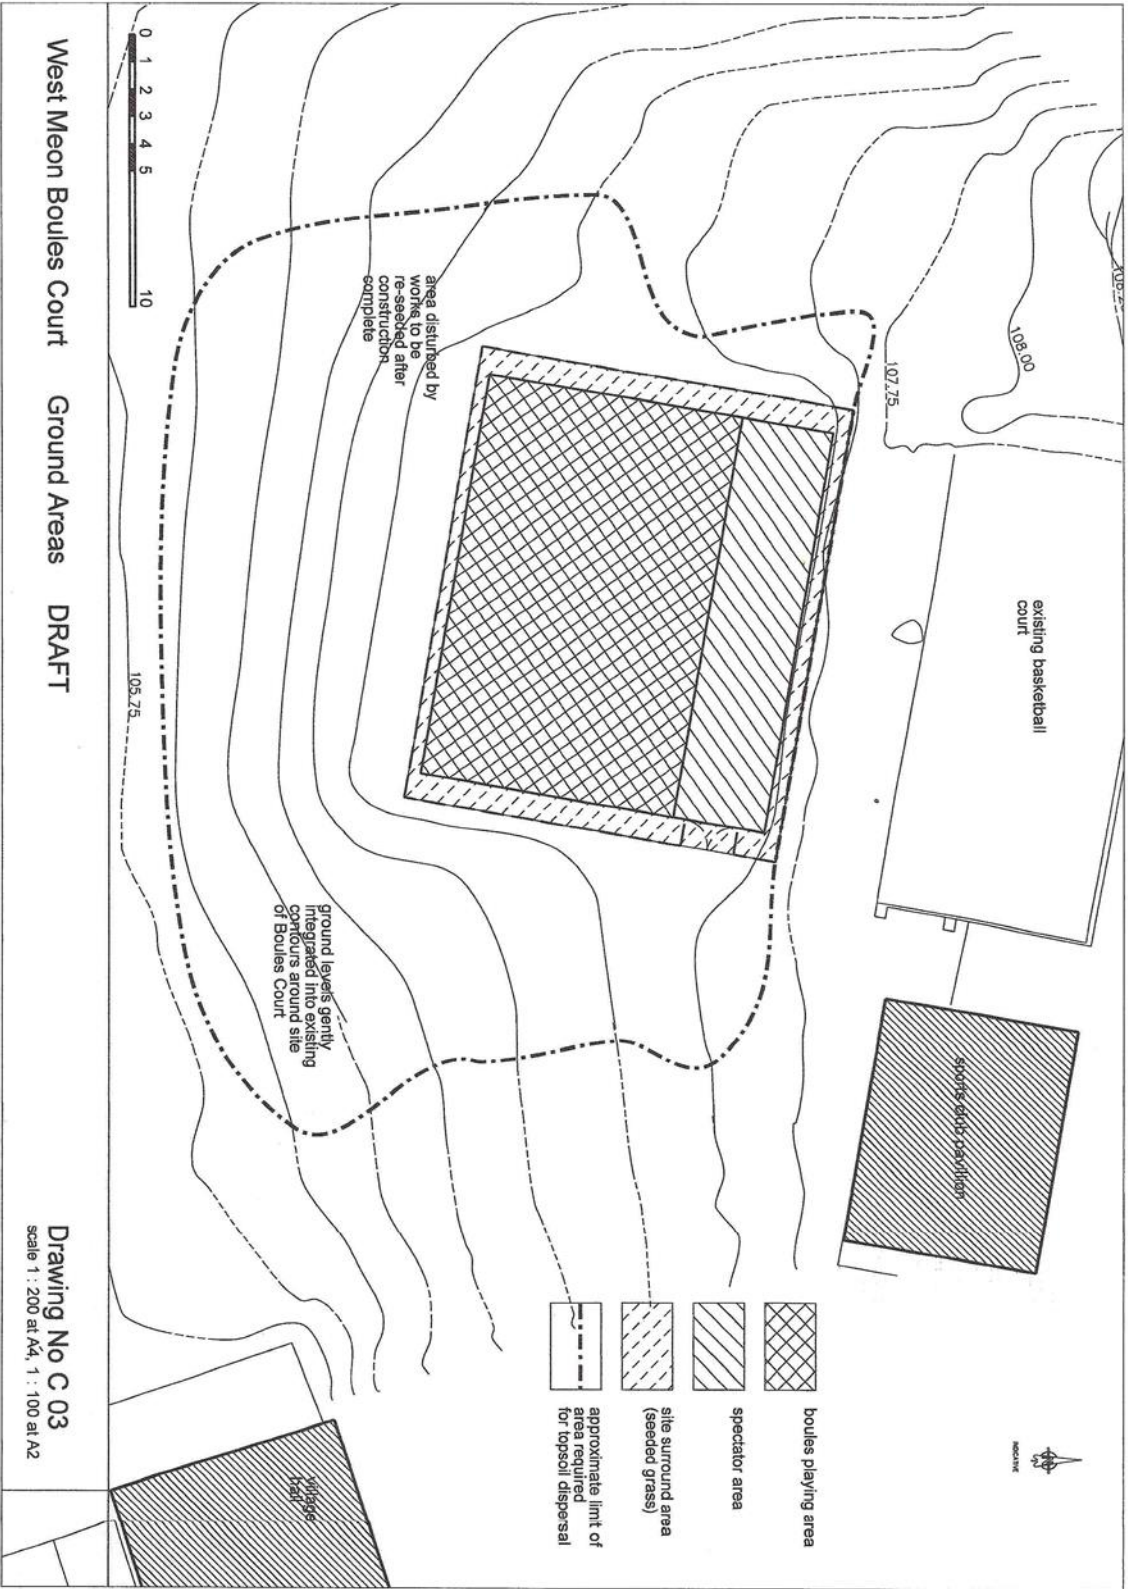 existing basketball
court
108.00
107.75
sports club pavillion
INDICATIVE
boules playing area
spectator area
site surround area
(seeded grass)
approximate limit of
area required
for topsoil dispersal
area disturbed by
works to be
re-seeded after
construction
complete
ground levels gently
integrated into existing
contours around site
of Boules Court
village
hall
105.75
0 1 2 3 4 5 10
West Meon Boules Court Ground Areas DRAFT
Drawing No C 03
scale 1 : 200 at A4, 1 : 100 at A2